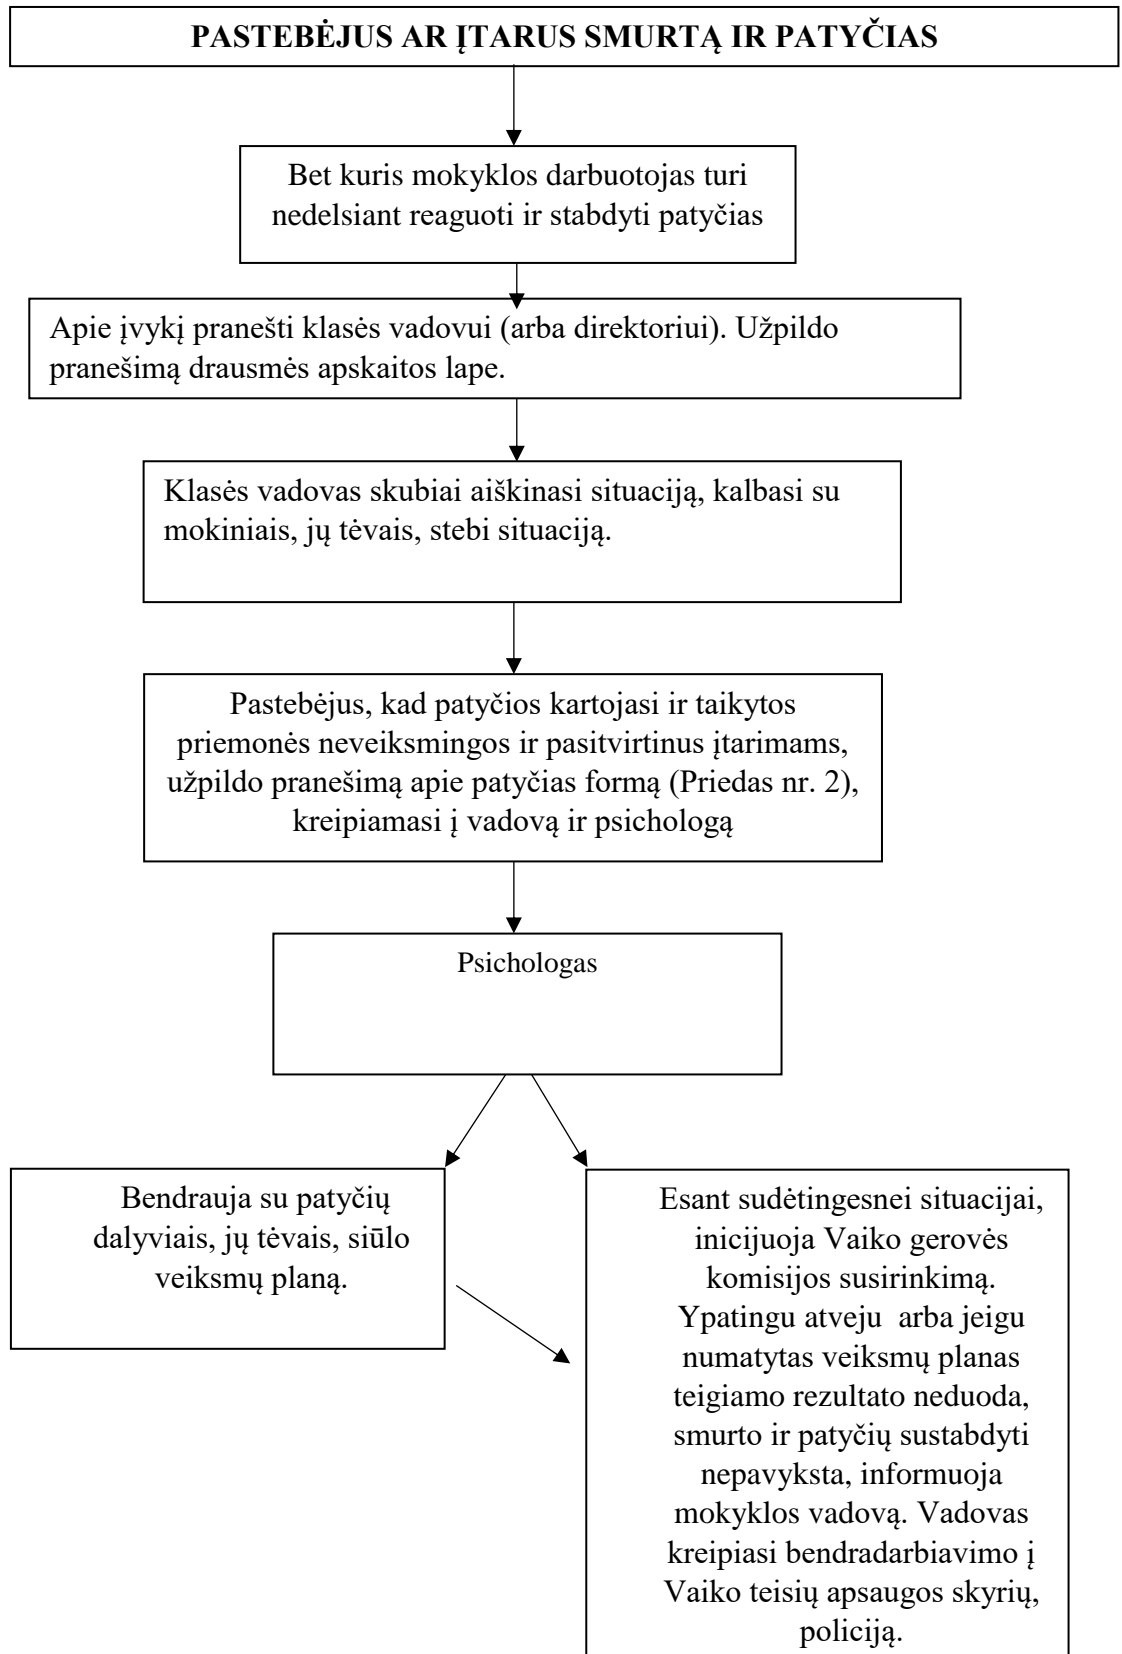 PASTEBĖJUS AR ĮTARUS SMURTĄ IR PATYČIAS
Bet kuris mokyklos darbuotojas turi
nedelsiant reaguoti ir stabdyti patyčias
Apie įvykį pranešti klasės vadovui (arba direktoriui). Užpildo
pranešimą drausmės apskaitos lape.
Klasės vadovas skubiai aiškinasi situaciją, kalbasi su
mokiniais, jų tėvais, stebi situaciją.
Pastebėjus, kad patyčios kartojasi ir taikytos
priemonės neveiksmingos ir pasitvirtinus įtarimams,
užpildo pranešimą apie patyčias formą (Priedas nr. 2),
kreipiamasi į vadovą ir psichologą
Psichologas
Bendrauja su patyčių
dalyviais, jų tėvais, siūlo
veiksmų planą.
Esant sudėtingesnei situacijai,
inicijuoja Vaiko gerovės
komisijos susirinkimą.
Ypatingu atveju  arba jeigu
numatytas veiksmų planas
teigiamo rezultato neduoda,
smurto ir patyčių sustabdyti
nepavyksta, informuoja
mokyklos vadovą. Vadovas
kreipiasi bendradarbiavimo į
Vaiko teisių apsaugos skyrių,
policiją.